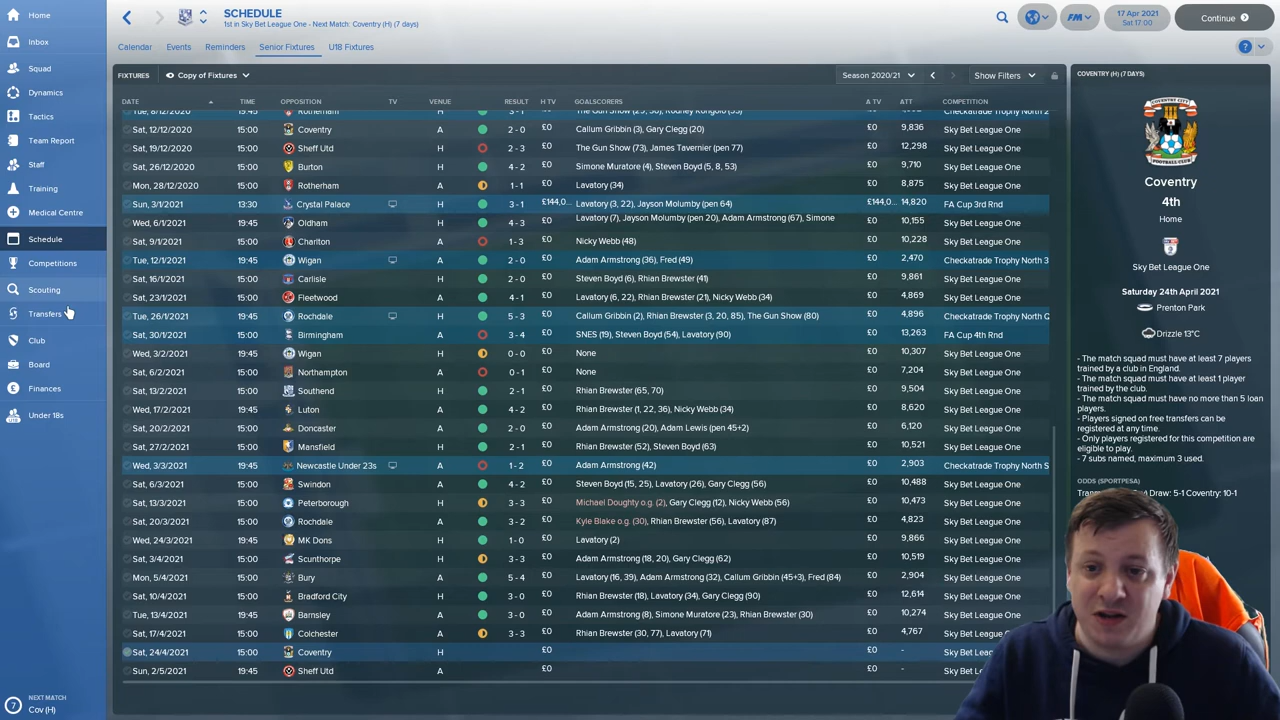 Home
Inbox
Squad
Dynamics
Tactics
Team Report
Staff
Training
Medical Centre
Schedule
Competitions
Scouting
Transfers
Club
Board
Finances
Under 18s
NEXT MATCH
Cov (H)
SCHEDULE
1st in Sky Bet League One - Next Match: Coventry (H) (7 days)
FM
17 Apr 2021
Sat 17:00
Continue
Calendar Events Reminders Senior Fixtures U18 Fixtures
FIXTURES Copy of Fixtures Season 2020/21 Show Filters
DATE TIME OPPOSITION TV VENUE RESULT H TV GOALSCORERS A TV ATT COMPETITION
Sat, 12/12/2020 15:00 Coventry A 2 - 0 £0 Callum Gribbin (3), Gary Clegg (20) £0 9,836 Sky Bet League One
Sat, 19/12/2020 15:00 Sheff Utd H 2 - 3 £0 The Gun Show (73), James Tavernier (pen 77) £0 12,298 Sky Bet League One
Sat, 26/12/2020 15:00 Burton H 4 - 2 £0 Simone Muratore (4), Steven Boyd (5, 8, 53) £0 9,710 Sky Bet League One
Mon, 28/12/2020 15:00 Rotherham A 1 - 1 £0 Lavatory (34) £0 8,875 Sky Bet League One
Sun, 3/1/2021 13:30 Crystal Palace H 3 - 1 £144,0... Lavatory (3, 22), Jayson Molumby (pen 64) £144,0... 14,820 FA Cup 3rd Rnd
Wed, 6/1/2021 19:45 Oldham H 4 - 3 £0 Lavatory (7), Jayson Molumby (pen 20), Adam Armstrong (67), Simone £0 10,155 Sky Bet League One
Sat, 9/1/2021 15:00 Charlton A 1 - 3 £0 Nicky Webb (48) £0 10,228 Sky Bet League One
Tue, 12/1/2021 19:45 Wigan H 2 - 0 £0 Adam Armstrong (36), Fred (49) £0 2,470 Checkatrade Trophy North 3
Sat, 16/1/2021 15:00 Carlisle H 2 - 0 £0 Steven Boyd (6), Rhian Brewster (41) £0 9,861 Sky Bet League One
Sat, 23/1/2021 15:00 Fleetwood A 4 - 1 £0 Lavatory (6, 22), Rhian Brewster (21), Nicky Webb (34) £0 4,869 Sky Bet League One
Tue, 26/1/2021 19:45 Rochdale H 5 - 3 £0 Callum Gribbin (2), Rhian Brewster (3, 20, 85), The Gun Show (80) £0 4,896 Checkatrade Trophy North Q
Sat, 30/1/2021 15:00 Birmingham A 3 - 4 £0 SNES (19), Steven Boyd (54), Lavatory (90) £0 13,263 FA Cup 4th Rnd
Wed, 3/2/2021 19:45 Wigan H 0 - 0 £0 None £0 10,307 Sky Bet League One
Sat, 6/2/2021 15:00 Northampton A 0 - 1 £0 None £0 7,204 Sky Bet League One
Sat, 13/2/2021 15:00 Southend H 2 - 1 £0 Rhian Brewster (65, 70) £0 9,504 Sky Bet League One
Wed, 17/2/2021 19:45 Luton A 4 - 2 £0 Rhian Brewster (1, 22, 36), Nicky Webb (34) £0 8,620 Sky Bet League One
Sat, 20/2/2021 15:00 Doncaster A 2 - 0 £0 Adam Armstrong (20), Adam Lewis (pen 45+2) £0 6,120 Sky Bet League One
Sat, 27/2/2021 15:00 Mansfield H 2 - 1 £0 Rhian Brewster (52), Steven Boyd (63) £0 10,521 Sky Bet League One
Wed, 3/3/2021 19:45 Newcastle Under 23s A 1 - 2 £0 Adam Armstrong (42) £0 2,903 Checkatrade Trophy North S
Sat, 6/3/2021 15:00 Swindon A 4 - 2 £0 Steven Boyd (15, 25), Lavatory (26), Gary Clegg (56) £0 10,488 Sky Bet League One
Sat, 13/3/2021 15:00 Peterborough H 3 - 3 £0 Michael Doughty o.g. (2), Gary Clegg (12), Nicky Webb (56) £0 10,473 Sky Bet League One
Sat, 20/3/2021 15:00 Rochdale A 3 - 2 £0 Kyle Blake o.g. (30), Rhian Brewster (56), Lavatory (87) £0 4,823 Sky Bet League One
Wed, 24/3/2021 19:45 MK Dons H 1 - 0 £0 Lavatory (2) £0 9,866 Sky Bet League One
Sat, 3/4/2021 15:00 Scunthorpe H 3 - 3 £0 Adam Armstrong (18, 20), Gary Clegg (62) £0 10,519 Sky Bet League One
Mon, 5/4/2021 15:00 Bury A 5 - 4 £0 Lavatory (16, 39), Adam Armstrong (32), Callum Gribbin (45+3), Fred (84) £0 2,904 Sky Bet League One
Sat, 10/4/2021 15:00 Bradford City H 3 - 0 £0 Rhian Brewster (18), Lavatory (34), Gary Clegg (90) £0 12,614 Sky Bet League One
Tue, 13/4/2021 19:45 Barnsley H 3 - 0 £0 Adam Armstrong (8), Simone Muratore (23), Rhian Brewster (30) £0 10,274 Sky Bet League One
Sat, 17/4/2021 15:00 Colchester A 3 - 3 £0 Rhian Brewster (30, 77), Lavatory (71) £0 4,767 Sky Bet League One
Sat, 24/4/2021 15:00 Coventry H £0 £0 - Sky Bet League
Sun, 2/5/2021 19:45 Sheff Utd A £0 £0 - Sky Bet Le
COVENTRY (H) (7 DAYS)
Coventry
4th
Home
Sky Bet League One
Saturday 24th April 2021
Prenton Park
Drizzle 13°C
- The match squad must have at least 7 players
trained by a club in England.
- The match squad must have at least 1 player
trained by the club.
- The match squad must have no more than 5 loan
players.
- Players signed on free transfers can be
registered at any time.
- Only players registered for this competition are
eligible to play.
- 7 subs named, maximum 3 used.
ODDS (SPORTPESA)
Draw: 5-1 Coventry: 10-1